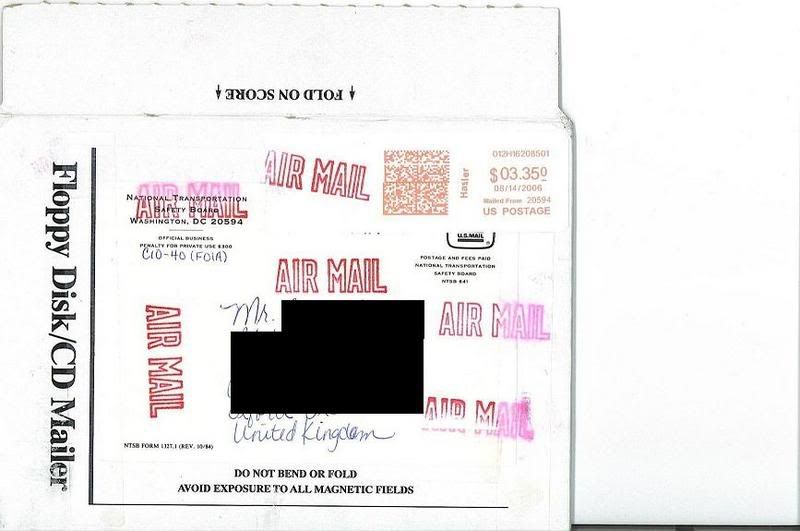 FOLD ON SCORE
Floppy Disk/CD Mailer
AIR MAIL
012H16208501
Hasler
$03.350
08/14/2006
Mailed From 20594
US POSTAGE
AIR MAIL
NATIONAL TRANSPORTATION
SAFETY BOARD
WASHINGTON, DC 20594
OFFICIAL BUSINESS
PENALTY FOR PRIVATE USE $300
CIO-40 (FOIA)
U.S.MAIL
POSTAGE AND FEES PAID
NATIONAL TRANSPORTATION
SAFETY BOARD
NTSB 641
AIR MAIL
Mr.
AIR MAIL
AIR MAIL
AIR MAIL
United Kingdom
NTSB FORM 1327.1 (REV. 10/84)
DO NOT BEND OR FOLD
AVOID EXPOSURE TO ALL MAGNETIC FIELDS